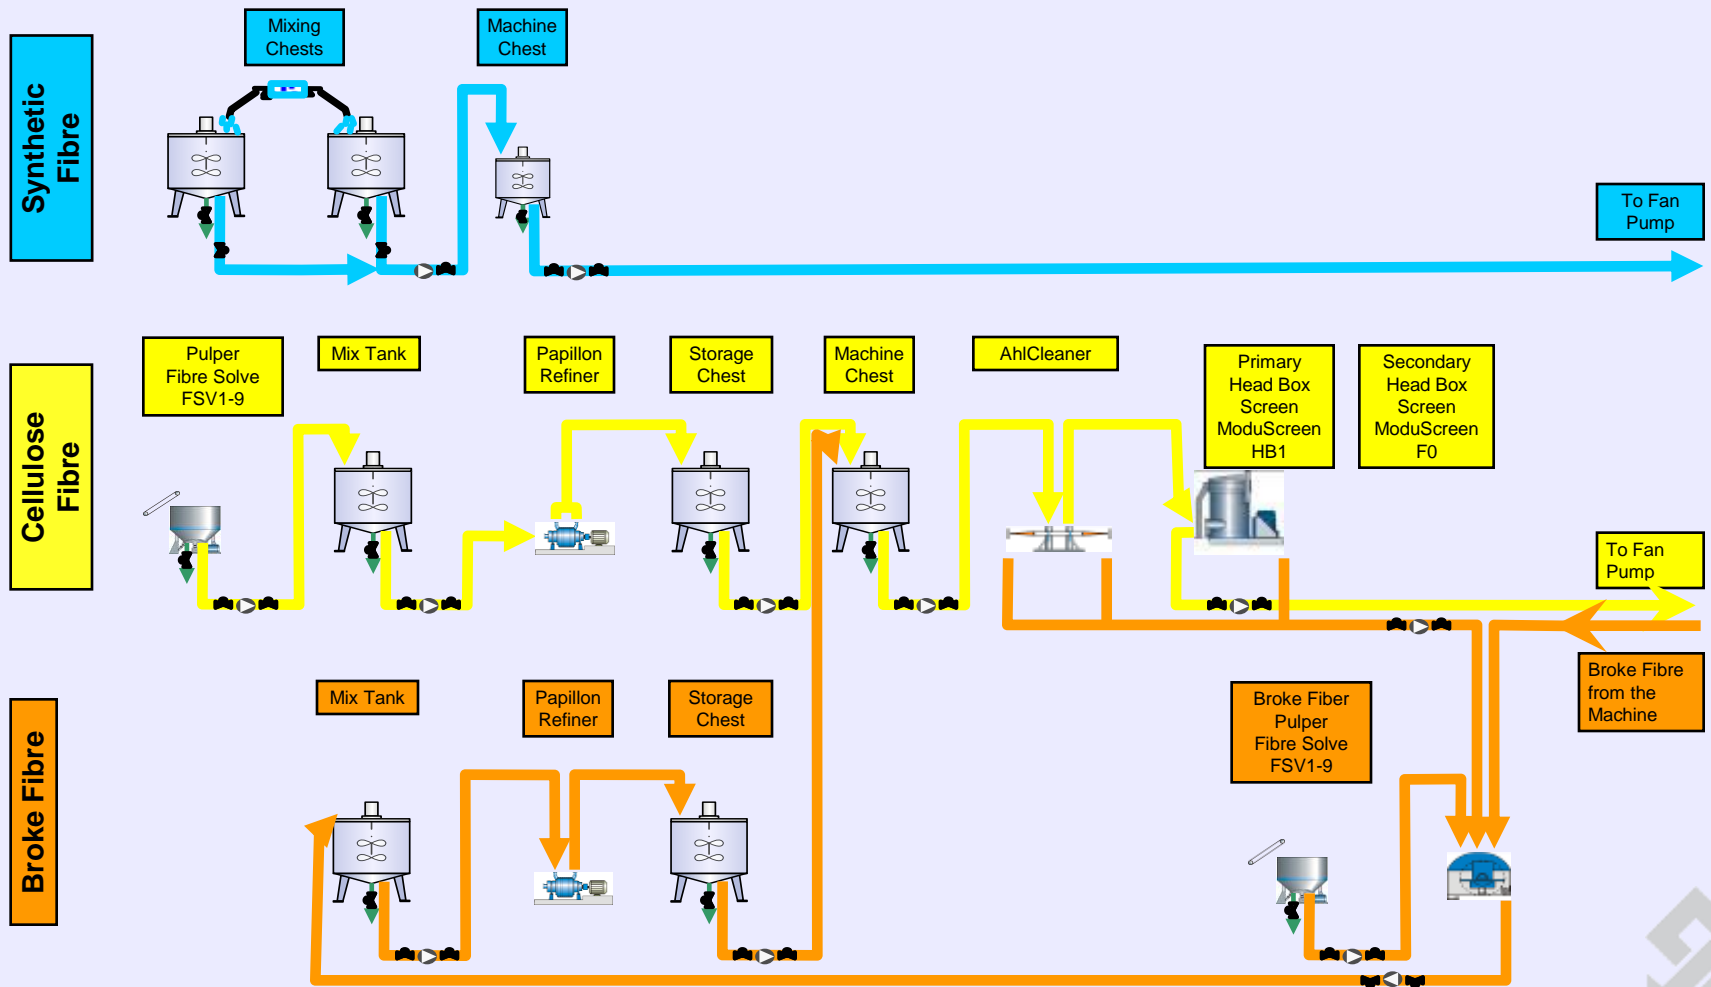 Synthetic
Fibre
Mixing
Chests
Machine
Chest
To Fan
Pump
Cellulose
Fibre
Pulper
Fibre Solve
FSV1-9
Mix Tank
Papillon
Refiner
Storage
Chest
Machine
Chest
AhlCleaner
Primary
Head Box
Screen
ModuScreen
HB1
Secondary
Head Box
Screen
ModuScreen
F0
To Fan
Pump
Broke Fibre
Mix Tank
Papillon
Refiner
Storage
Chest
Broke Fiber
Pulper
Fibre Solve
FSV1-9
Broke Fibre
from the
Machine